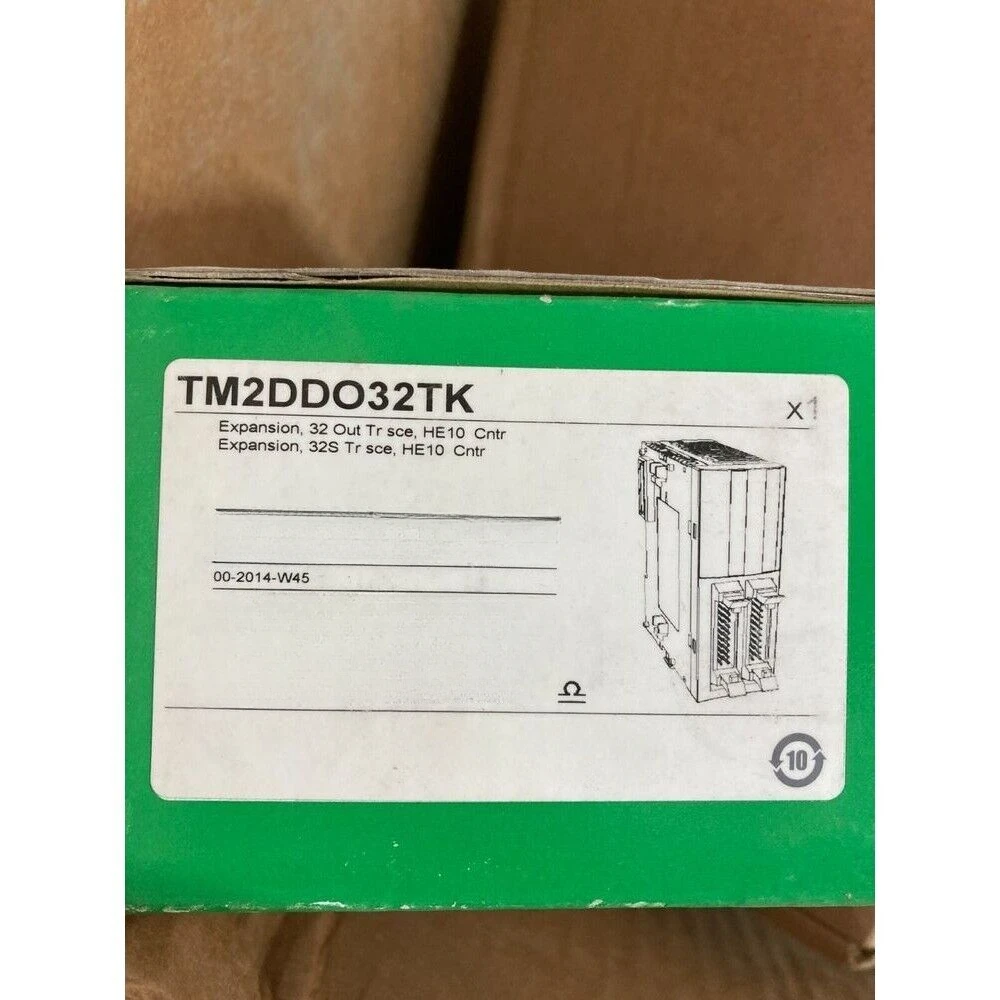 TM2DDO32TK
X1
Expansion, 32 Out Tr sce, HE10 Cntr
Expansion, 32S Tr sce, HE10 Cntr
00-2014-W45
10